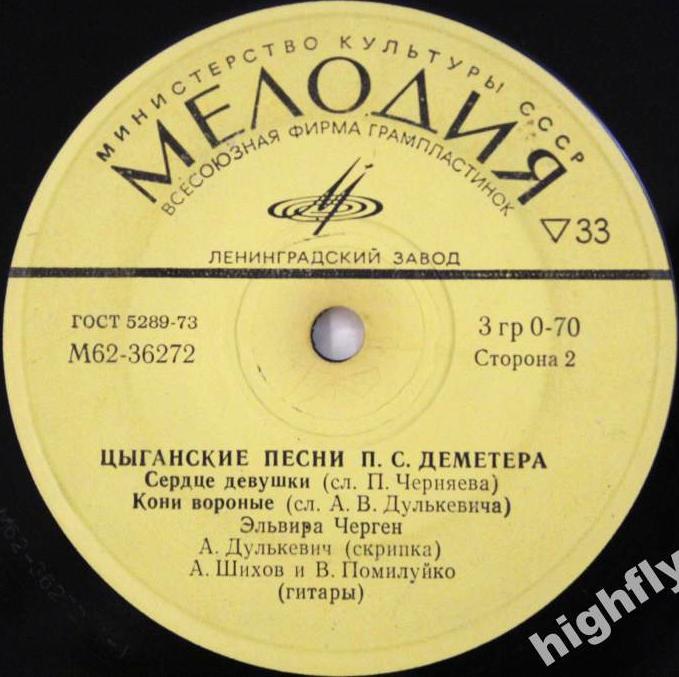 МИНИСТЕРСТВО КУЛЬТУРЫ СССР
МЕЛОДИЯ
ВСЕСОЮЗНАЯ ФИРМА ГРАМПЛАСТИНОК
▽33
ЛЕНИНГРАДСКИЙ ЗАВОД
ГОСТ 5289-73
3 гр 0-70
М62-36272
Сторона 2
ЦЫГАНСКИЕ ПЕСНИ П. С. ДЕМЕТЕРА
Сердце девушки (сл. П. Черняева)
Кони вороные (сл. А. В. Дулькевича)
Эльвира Черген
А. Дулькевич (скрипка)
А. Шихов и В. Помилуйко
(гитары)
highfly